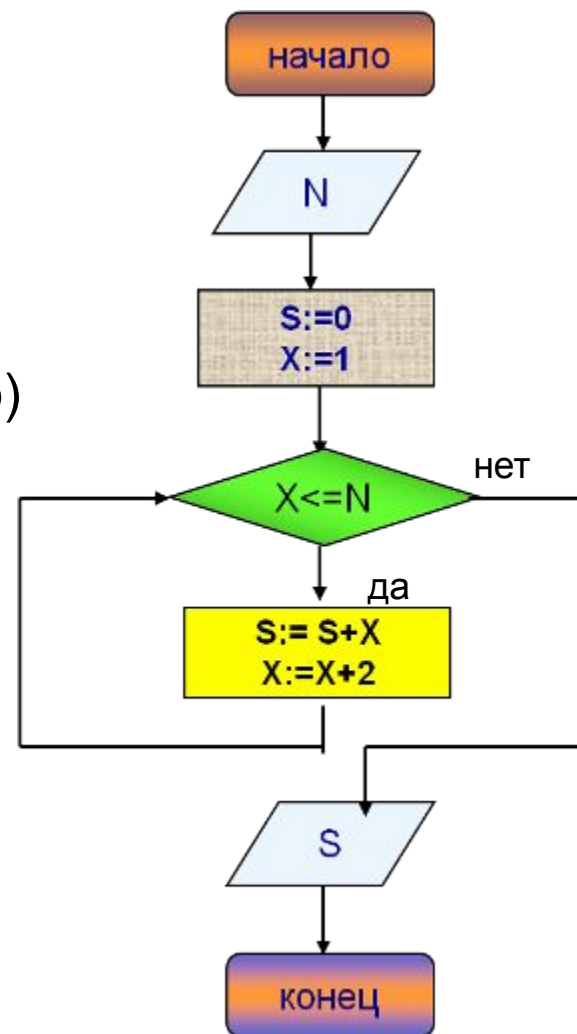 начало
N
S:=0
X:=1
)
X<=N
нет
да
S:= S+X
X:=X+2
S
конец